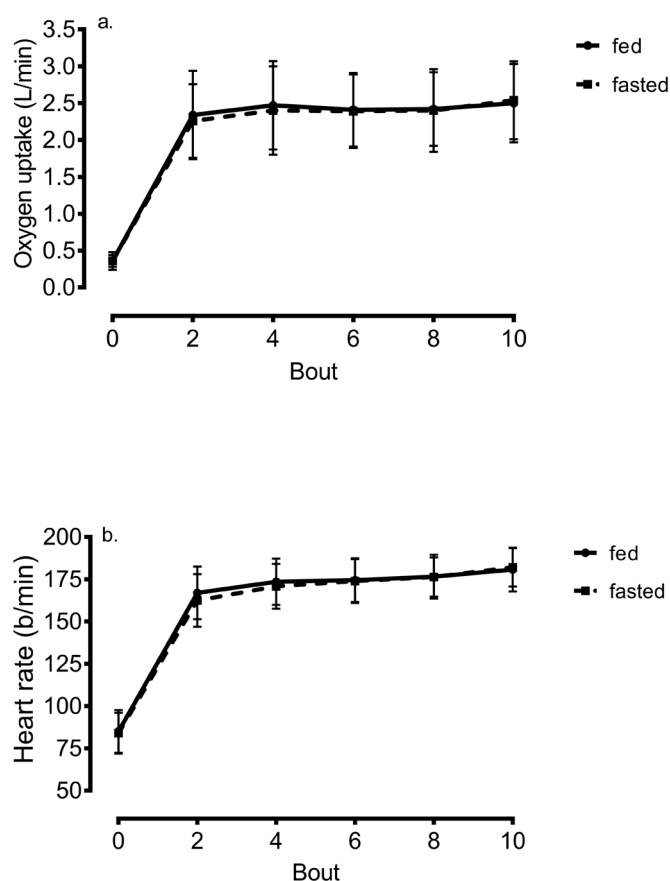 a.
3.5
3.0
2.5
2.0
1.5
1.0
0.5
0.0
Oxygen uptake (L/min)
0 2 4 6 8 10
Bout
fed
fasted
b.
200
175
150
125
100
75
50
Heart rate (b/min)
0 2 4 6 8 10
Bout
fed
fasted